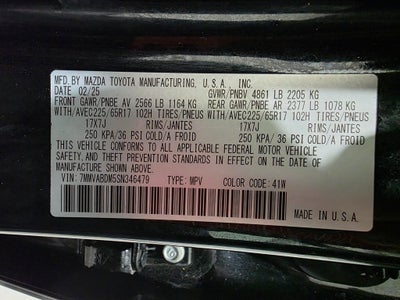 MFD. BY MAZDA TOYOTA MANUFACTURING, U.S.A., INC.
DATE 02/25 GVWR/PNBV 4861 LB 2205 KG
FRONT GAWR/PNBE AV 2566 LB 1164 KG REAR GAWR/PNBE AR 2377 LB 1078 KG
WITH/AVEC225/65R17 102H TIRES/PNEUS WITH/AVEC225/65R17 102H TIRES/PNEUS
17X7J RIMS/JANTES 17X7J RIMS/JANTES
250 KPA/36 PSI COLD/A FROID 250 KPA/36 PSI COLD/A FROID
THIS VEHICLE CONFORMS TO ALL APPLICABLE FEDERAL MOTOR VEHICLE
SAFETY AND THEFT PREVENTION STANDARDS IN EFFECT ON THE DATE OF
MANUFACTURE SHOWN ABOVE.
VIN: 7MMVABDM5SN346479 TYPE: MPV COLOR CODE: 41W
MADE IN U.S.A.